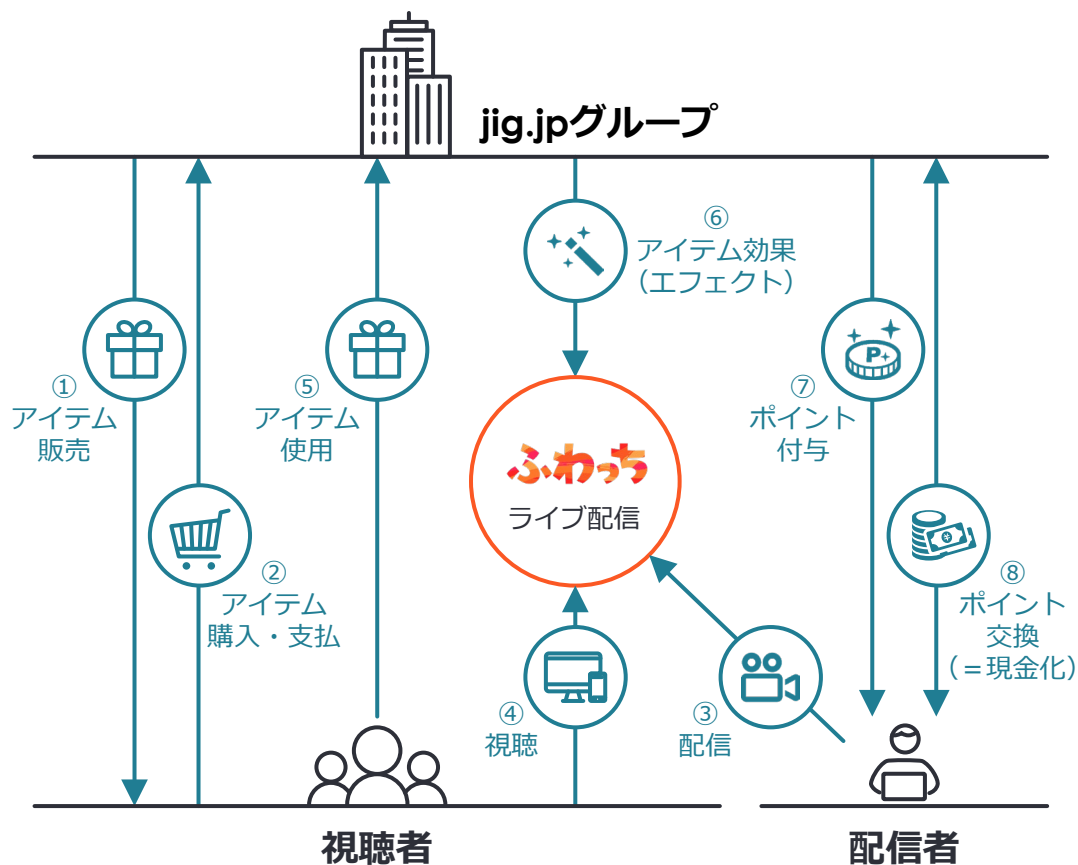 jig.jpグループ
⑥
アイテム効果
（エフェクト）
①
アイテム
販売
⑤
アイテム
使用
⑦
ポイント
付与
P+
ふわっち
ライブ配信
②
アイテム
購入・支払
⑧
ポイント
交換
（＝現金化）
④
視聴
③
配信
視聴者
配信者